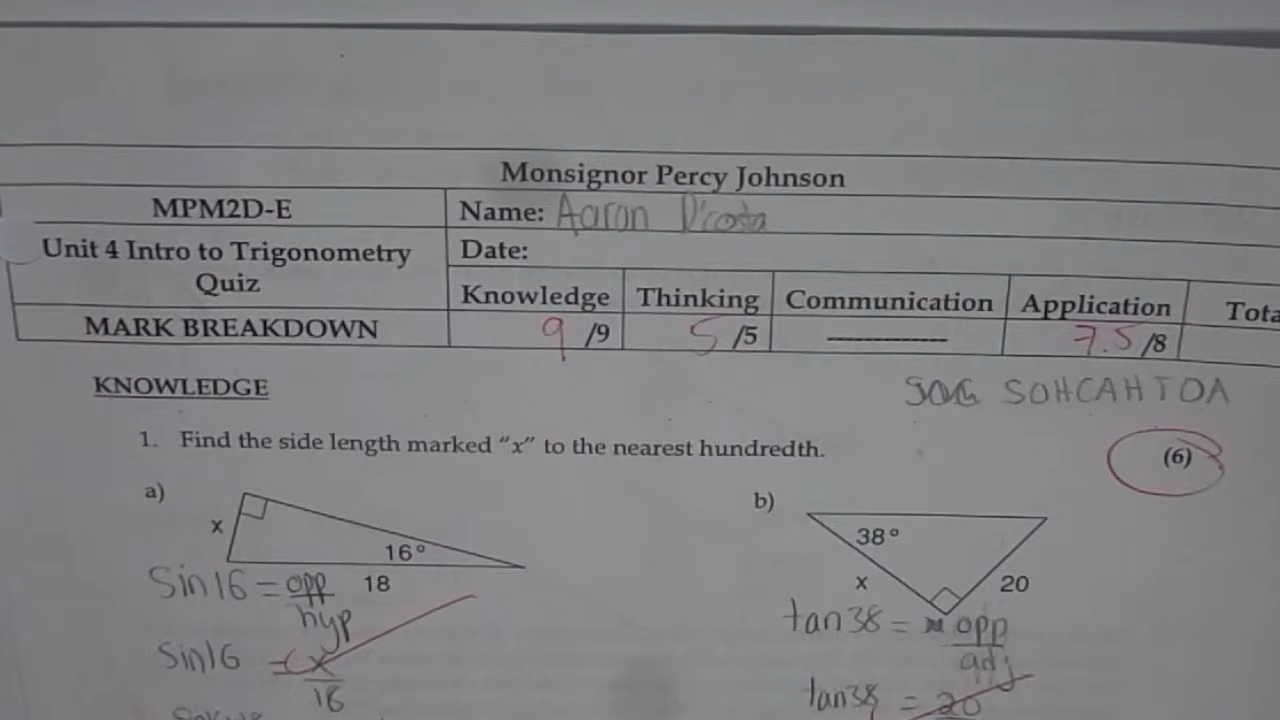 Monsignor Percy Johnson
MPM2D-E
Name: Aaron D'costa
Unit 4 Intro to Trigonometry
Quiz
Date:
Knowledge Thinking Communication Application Tota
MARK BREAKDOWN
9 /9 5 /5 ------------- 7.5 /8
KNOWLEDGE
SOHCAHTOA
1. Find the side length marked “x” to the nearest hundredth.
(6)
a)
x
16°
18
Sin16 = opp
hyp
Sin16 = x
18
b)
38°
x
20
tan38 = opp
adj
tan38 = 20